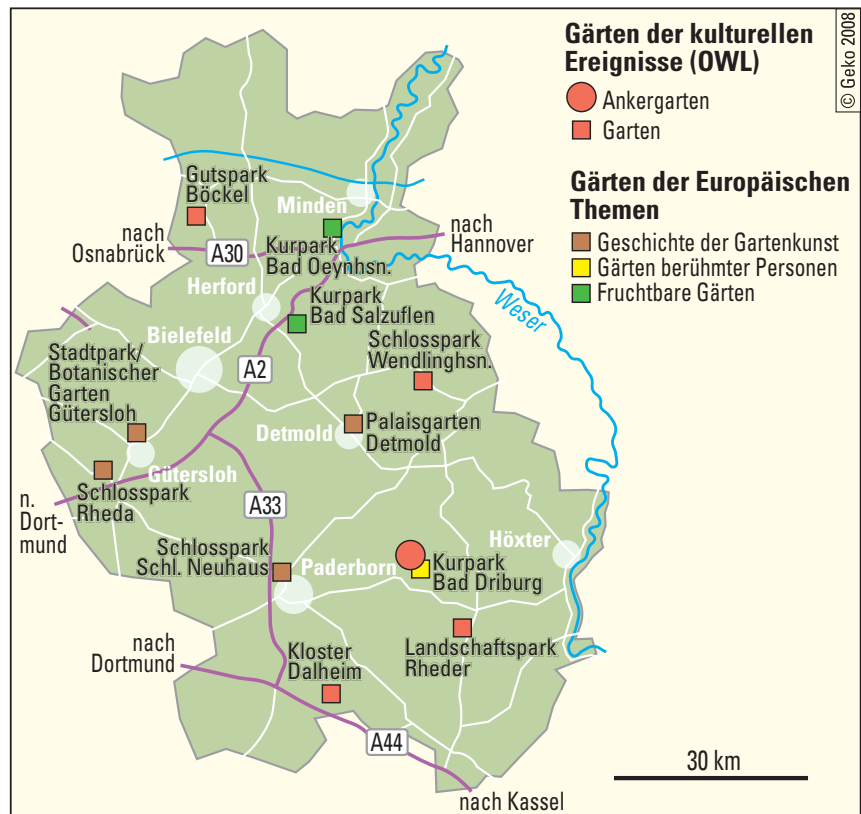 Gärten der kulturellen
Ereignisse (OWL)
Ankergarten
Garten
Gärten der Europäischen
Themen
Geschichte der Gartenkunst
Gärten berühmter Personen
Fruchtbare Gärten
© Geko 2008
Gutspark
Böckel
Minden
nach
Osnabrück
A30
nach
Hannover
Kurpark
Bad Oeynhsn.
Herford
Kurpark
Bad Salzuflen
Weser
Bielefeld
Stadtpark/
Botanischer
Garten
Gütersloh
A2
Schlosspark
Wendlinghsn.
Detmold
Palaisgarten
Detmold
Gütersloh
Schlosspark
Rheda
n.
Dort-
mund
A33
Schlosspark
Schl. Neuhaus
Paderborn
Höxter
Kurpark
Bad Driburg
nach
Dortmund
Kloster
Dalheim
Landschaftspark
Rheder
A44
30 km
nach Kassel